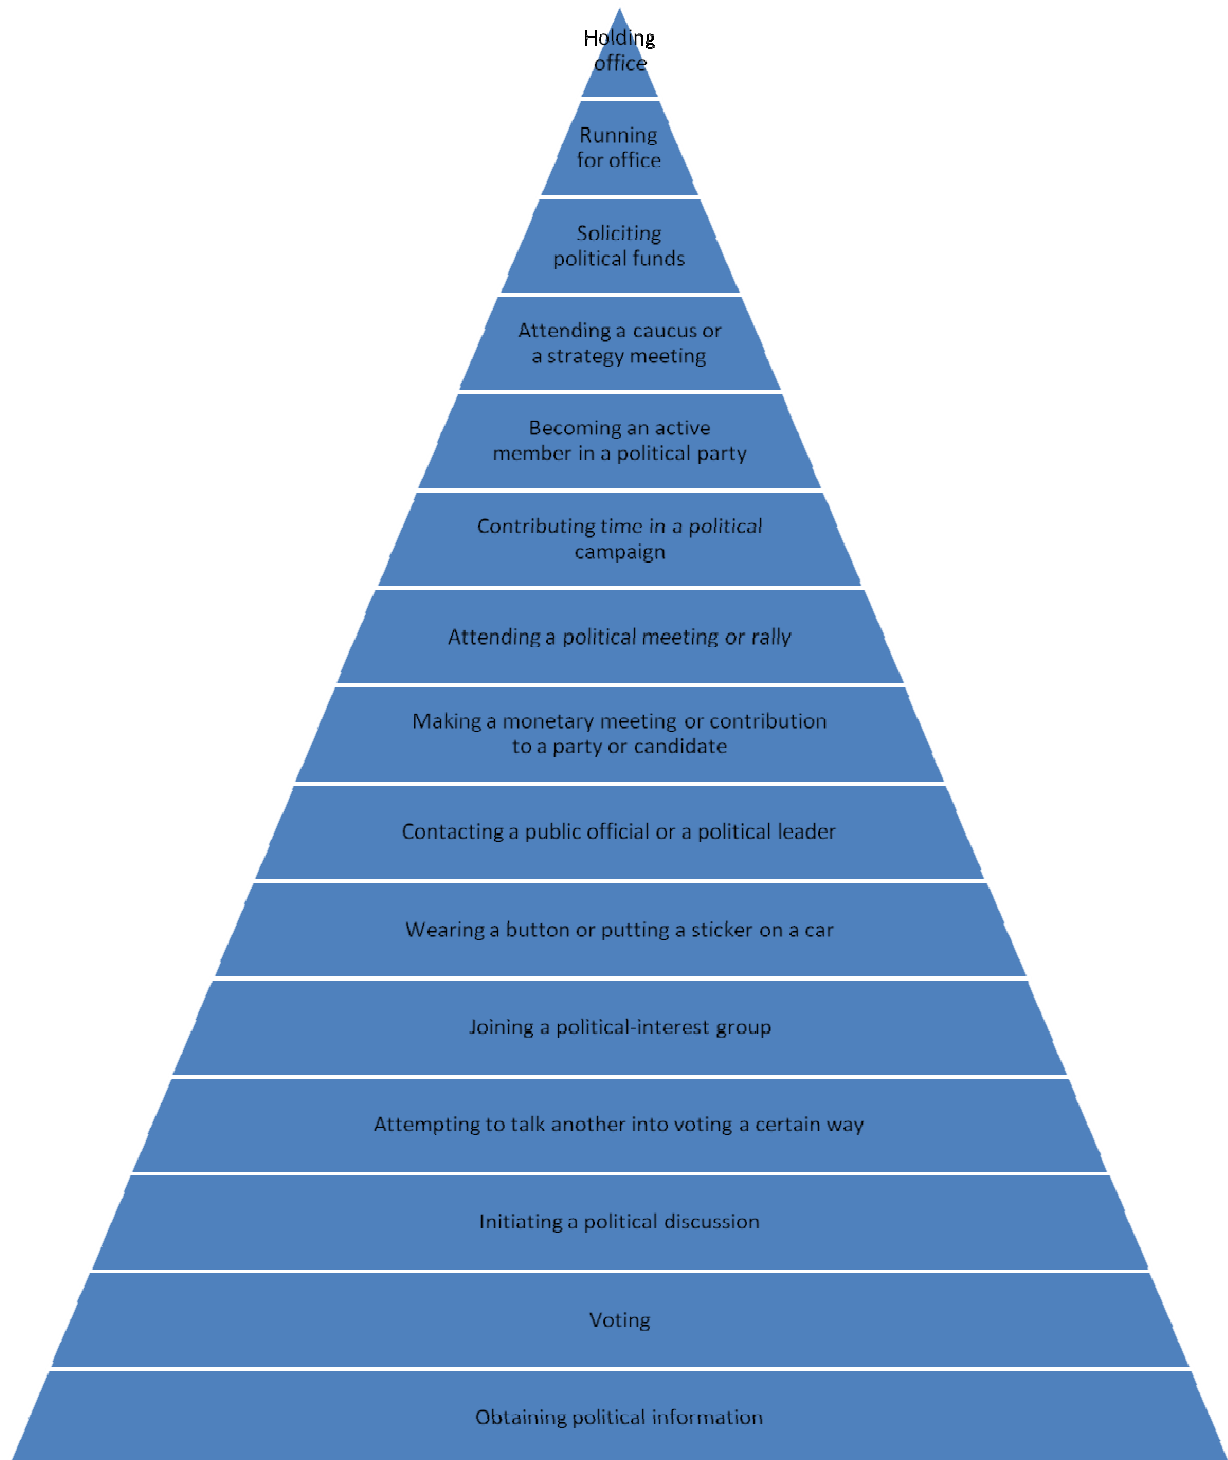 Holding
office
Running
for office
Soliciting
political funds
Attending a caucus or
a strategy meeting
Becoming an active
member in a political party
Contributing time in a political
campaign
Attending a political meeting or rally
Making a monetary meeting or contribution
to a party or candidate
Contacting a public official or a political leader
Wearing a button or putting a sticker on a car
Joining a political-interest group
Attempting to talk another into voting a certain way
Initiating a political discussion
Voting
Obtaining political information